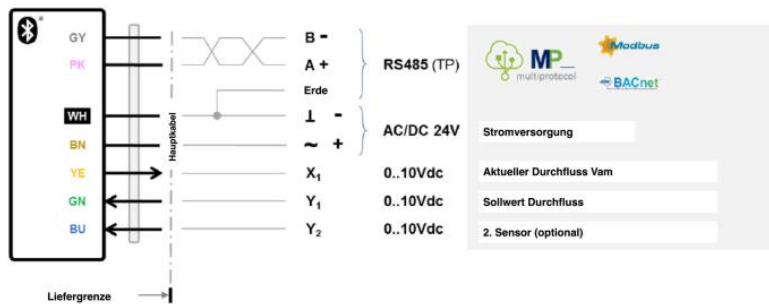 GY B - 
PK A + RS485 (TP) MP_ multiprotocol Modbus BACnet
Erde
WH ⊥ - 
BN ~ + AC/DC 24V Stromversorgung
YE X1 0..10Vdc Aktueller Durchfluss Vam
GN Y1 0..10Vdc Sollwert Durchfluss
BU Y2 0..10Vdc 2. Sensor (optional)
Hauptkabel
Liefergrenze